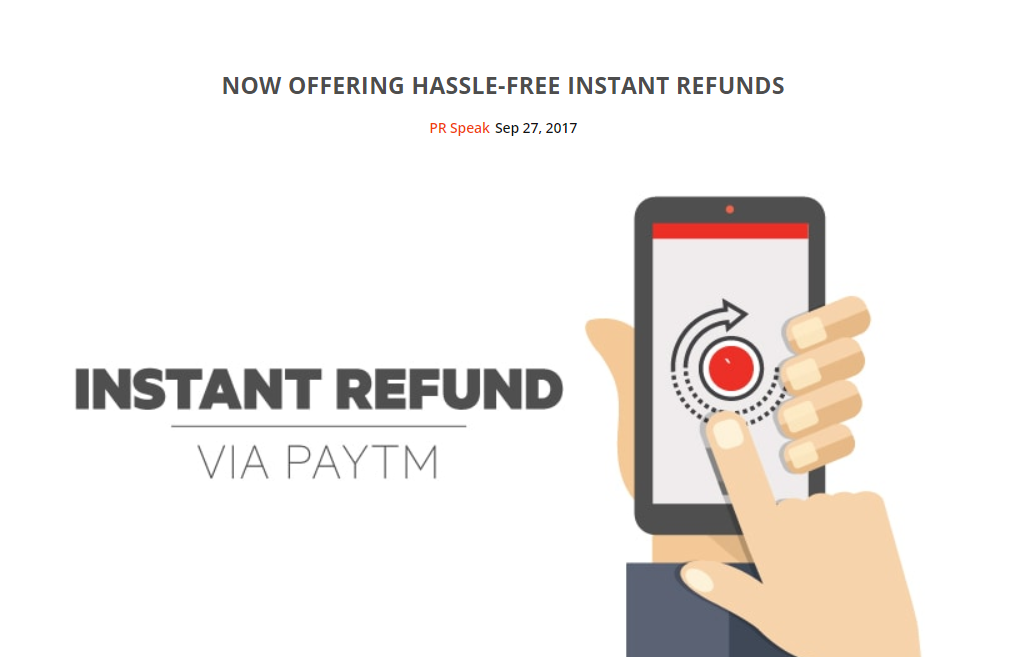 NOW OFFERING HASSLE-FREE INSTANT REFUNDS
PR Speak Sep 27, 2017
INSTANT REFUND
VIA PAYTM